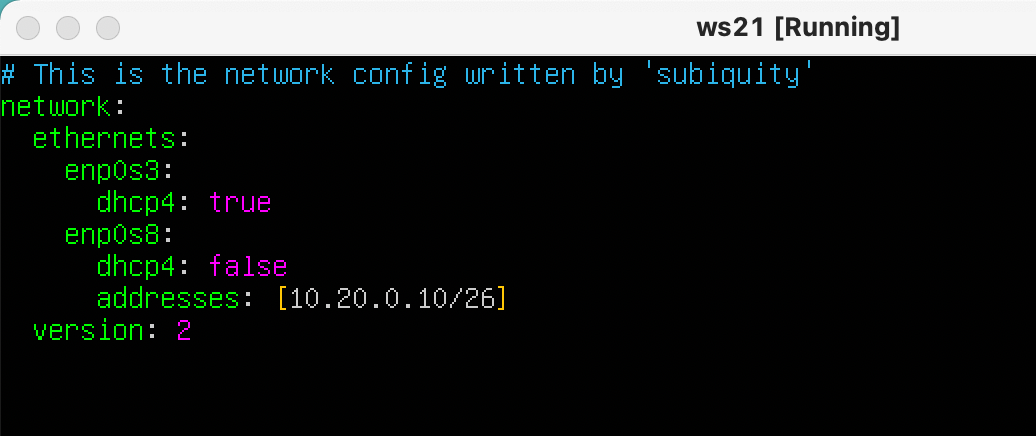 ws21 [Running]
# This is the network config written by 'subiquity'
network:
  ethernets:
    enp0s3:
      dhcp4: true
    enp0s8:
      dhcp4: false
      addresses: [10.20.0.10/26]
  version: 2